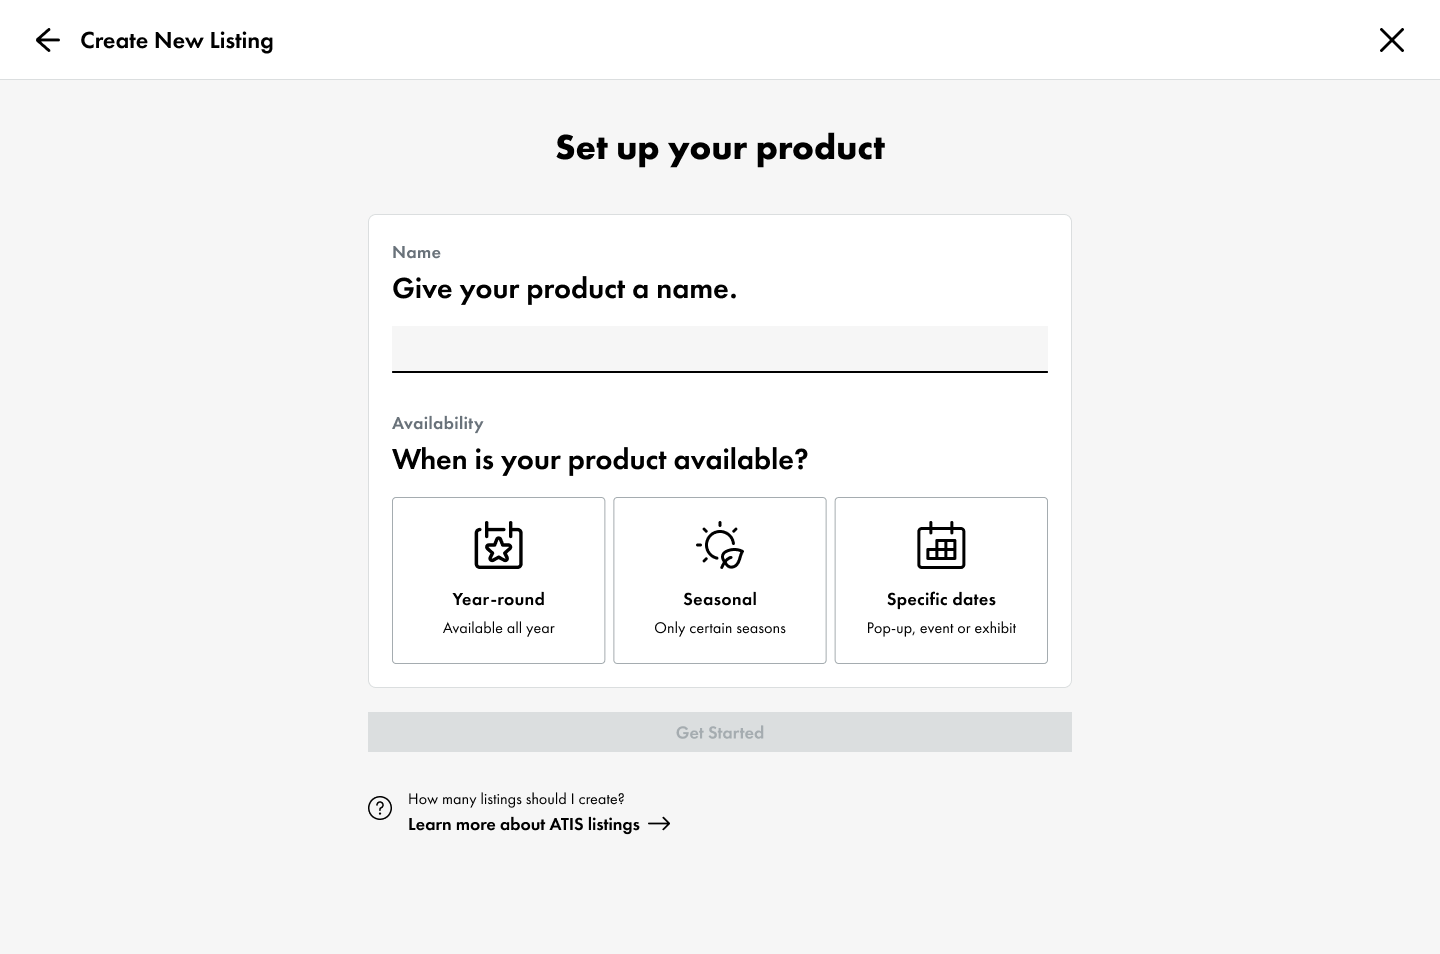 Create New Listing
Set up your product
Name
Give your product a name.
Availability
When is your product available?
Year-round
Available all year
Seasonal
Only certain seasons
Specific dates
Pop-up, event or exhibit
Get Started
How many listings should I create?
Learn more about ATIS listings